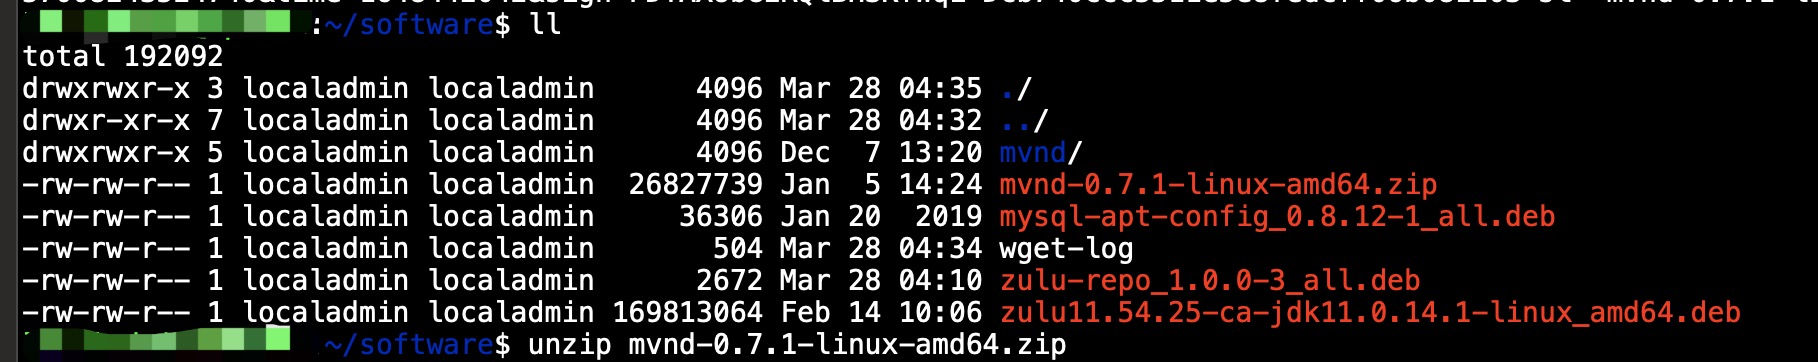 :~/software$ ll
total 192092
drwxrwxr-x 3 localadmin localadmin      4096 Mar 28 04:35 ./
drwxr-xr-x 7 localadmin localadmin      4096 Mar 28 04:32 ../
drwxrwxr-x 5 localadmin localadmin      4096 Dec  7 13:20 mvnd/
-rw-rw-r-- 1 localadmin localadmin  26827739 Jan  5 14:24 mvnd-0.7.1-linux-amd64.zip
-rw-rw-r-- 1 localadmin localadmin     36306 Jan 20  2019 mysql-apt-config_0.8.12-1_all.deb
-rw-rw-r-- 1 localadmin localadmin       504 Mar 28 04:34 wget-log
-rw-rw-r-- 1 localadmin localadmin      2672 Mar 28 04:10 zulu-repo_1.0.0-3_all.deb
-rw-rw-r-- 1 localadmin localadmin 169813064 Feb 14 10:06 zulu11.54.25-ca-jdk11.0.14.1-linux_amd64.deb
~/software$ unzip mvnd-0.7.1-linux-amd64.zip